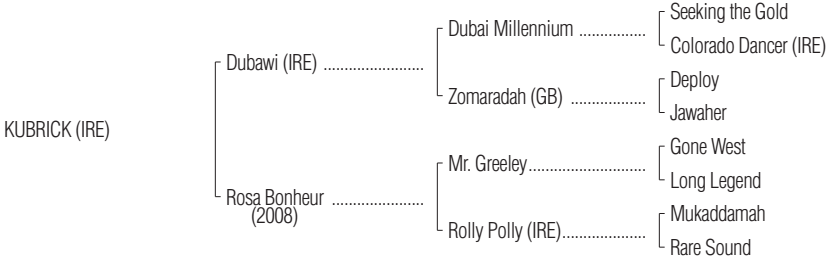 Seeking the Gold
Dubai Millennium ................
Colorado Dancer (IRE)
Dubawi (IRE) ........................
Deploy
Zomaradah (GB) ..................
Jawaher
KUBRICK (IRE)
Gone West
Mr. Greeley............................
Long Legend
Rosa Bonheur ......................
(2008)
Mukaddamah
Rolly Polly (IRE)....................
Rare Sound